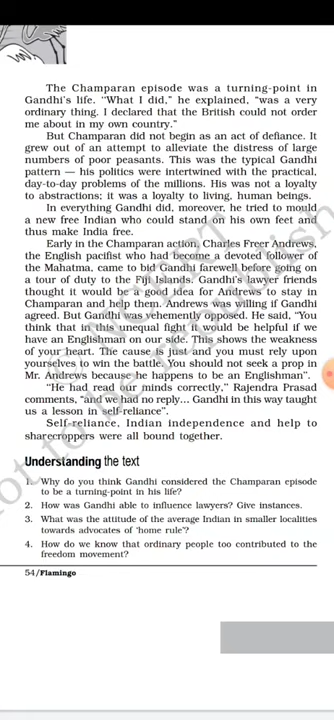 The Champaran episode was a turning-point in
Gandhi's life. “What I did,” he explained, “was a very
ordinary thing. I declared that the British could not order
me about in my own country.”
But Champaran did not begin as an act of defiance. It
grew out of an attempt to alleviate the distress of large
numbers of poor peasants. This was the typical Gandhi
pattern — his politics were intertwined with the practical,
day-to-day problems of the millions. His was not a loyalty
to abstractions; it was a loyalty to living, human beings.
In everything Gandhi did, moreover, he tried to mould
a new free Indian who could stand on his own feet and
thus make India free.
Early in the Champaran action, Charles Freer Andrews,
the English pacifist who had become a devoted follower of
the Mahatma, came to bid Gandhi farewell before going on
a tour of duty to the Fiji Islands. Gandhi's lawyer friends
thought it would be a good idea for Andrews to stay in
Champaran and help them. Andrews was willing if Gandhi
agreed. But Gandhi was vehemently opposed. He said, “You
think that in this unequal fight it would be helpful if we
have an Englishman on our side. This shows the weakness
of your heart. The cause is just and you must rely upon
yourselves to win the battle. You should not seek a prop in
Mr. Andrews because he happens to be an Englishman”.
“He had read our minds correctly,” Rajendra Prasad
comments, “and we had no reply… Gandhi in this way taught
us a lesson in self-reliance”.
Self-reliance, Indian independence and help to
sharecroppers were all bound together.
Understanding the text
1. Why do you think Gandhi considered the Champaran episode
to be a turning-point in his life?
2. How was Gandhi able to influence lawyers? Give instances.
3. What was the attitude of the average Indian in smaller localities
towards advocates of ‘home rule’?
4. How do we know that ordinary people too contributed to the
freedom movement?
54/Flamingo